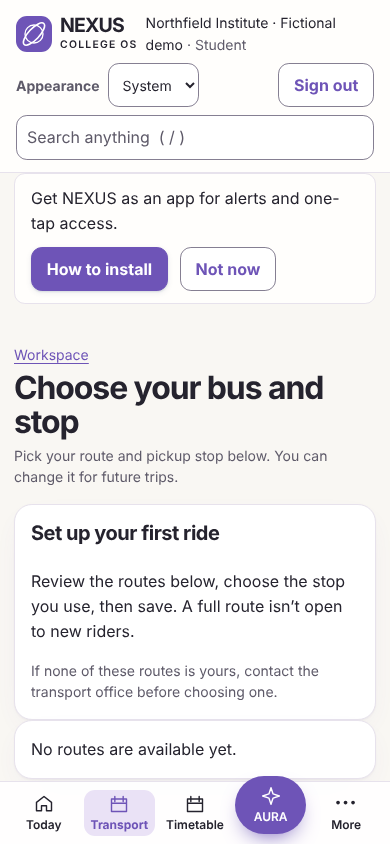 NEXUS
COLLEGE OS
Northfield Institute · Fictional
demo · Student
Appearance
System
Sign out
Search anything  ( / )
Get NEXUS as an app for alerts and one-
tap access.
How to install
Not now
Workspace
Choose your bus and
stop
Pick your route and pickup stop below. You can
change it for future trips.
Set up your first ride
Review the routes below, choose the stop
you use, then save. A full route isn’t open
to new riders.
If none of these routes is yours, contact the
transport office before choosing one.
No routes are available yet.
Today
Transport
Timetable
AURA
More